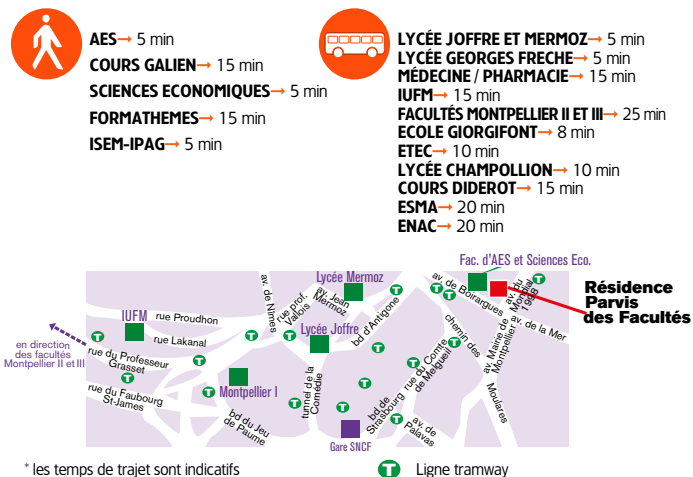 AES→ 5 min
COURS GALIEN→ 15 min
SCIENCES ECONOMIQUES→ 5 min
FORMATHEMES→ 15 min
ISEM-IPAG→ 5 min
LYCÉE JOFFRE ET MERMOZ→ 5 min
LYCÉE GEORGES FRECHE→ 5 min
MÉDECINE / PHARMACIE→ 15 min
IUFM→ 15 min
FACULTÉS MONTPELLIER II ET III→ 25 min
ECOLE GIORGIFONT→ 8 min
ETEC→ 10 min
LYCÉE CHAMPOLLION→ 10 min
COURS DIDEROT→ 15 min
ESMA→ 20 min
ENAC→ 20 min
Fac. d'AES et Sciences Eco.
Résidence
Parvis
des Facultés
Lycée Mermoz
av. de Nîmes
rue prof.
Vallois
av. Jean
Mermoz
Lycée Joffre
bd d'Antigone
av. de Boirargues
av. du
Mondial
1998
av. de la Mer
av. Maire de
Montpellier
Moulares
chemin des
rue du Comte
de Melgueil
bd de
Strasbourg
av. de
Palavas
IUFM
rue Proudhon
rue Lakanal
en direction
des facultés
Montpellier II et III
rue du Professeur
Grasset
rue du Faubourg
St-James
Montpellier I
bd du Jeu
de Paume
tunnel de la
Comédie
Gare SNCF
* les temps de trajet sont indicatifs
T Ligne tramway